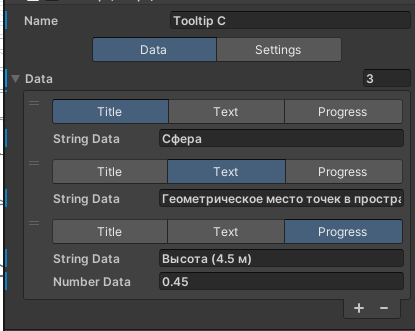 Name Tooltip C
Data Settings
Data 3
Title Text Progress
String Data Сфера
Title Text Progress
String Data Геометрическое место точек в
Title Text Progress
String Data Высота (4.5 м)
Number Data 0.45
+ −